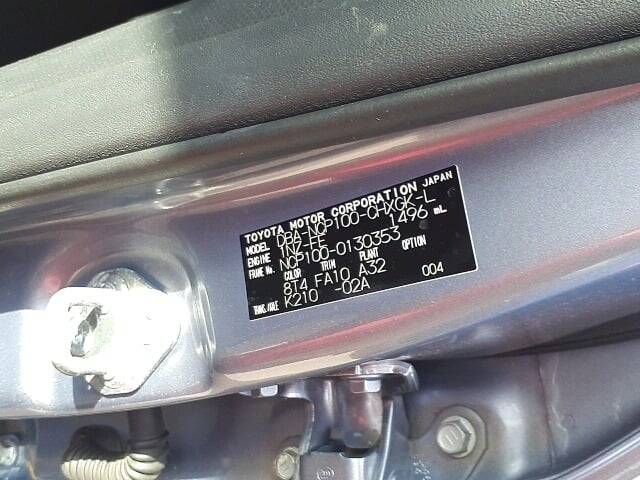 TOYOTA MOTOR CORPORATION JAPAN
MODEL DBA-NCP100-CHXGK-L
ENGINE 1NZ-FE 1496 mL
FRAME No. NCP100-0130353
COLOR TRIM PLANT OPTION
8T4 FA10 A32
TRANS./AXLE K210 -02A 004